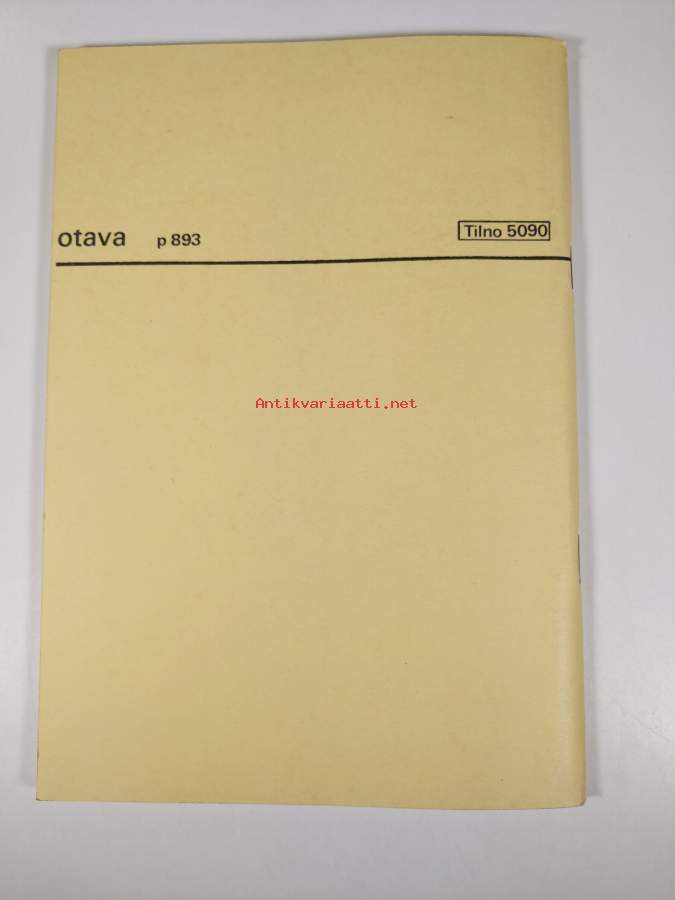 otava p 893 Tilno 5090
Antikvariaatti.net